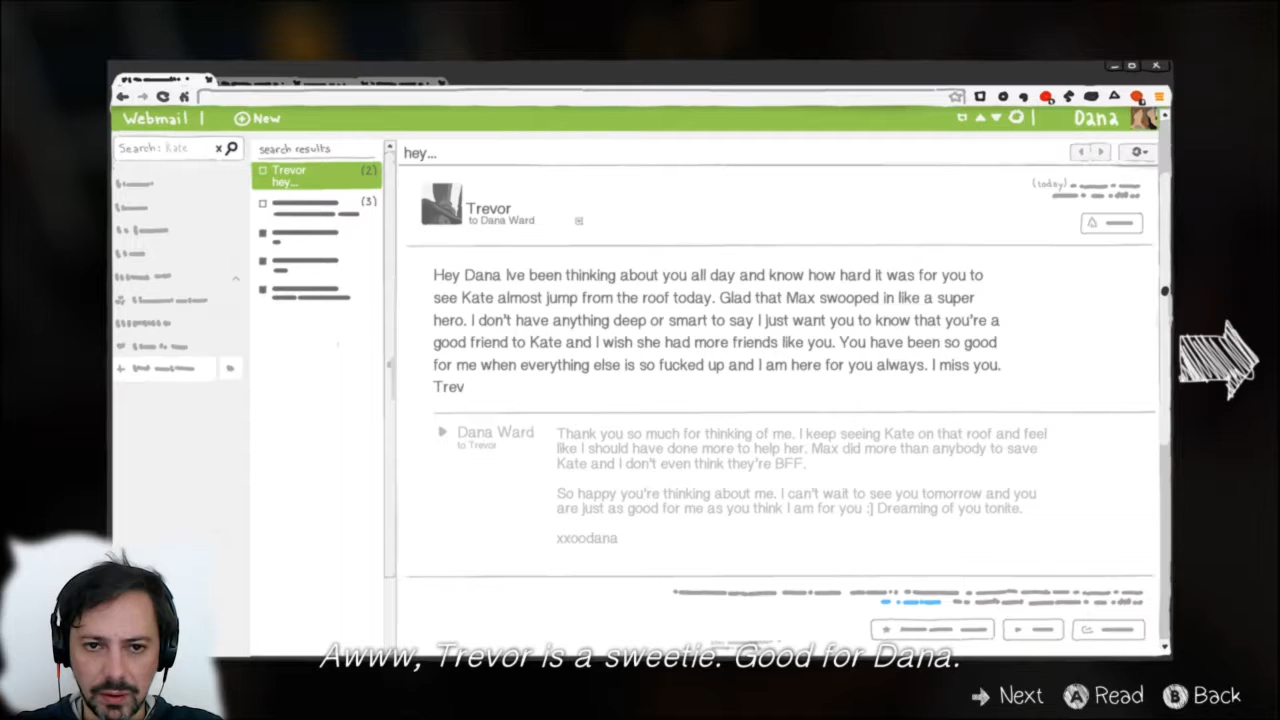 Webmail |
New
| Dana
Search: Kate x
search results
Trevor (2)
hey...
(3)
hey...
(today)
Trevor
to Dana Ward
Hey Dana Ive been thinking about you all day and know how hard it was for you to
see Kate almost jump from the roof today. Glad that Max swooped in like a super
hero. I don't have anything deep or smart to say I just want you to know that you're a
good friend to Kate and I wish she had more friends like you. You have been so good
for me when everything else is so fucked up and I am here for you always. I miss you.
Trev
Dana Ward
to Trevor
Thank you so much for thinking of me. I keep seeing Kate on that roof and feel
like I should have done more to help her. Max did more than anybody to save
Kate and I don't even think they're BFF.
So happy you're thinking about me. I can't wait to see you tomorrow and you
are just as good for me as you think I am for you :] Dreaming of you tonite.
xxoodana
Awww, Trevor is a sweetie. Good for Dana.
Next A Read B Back